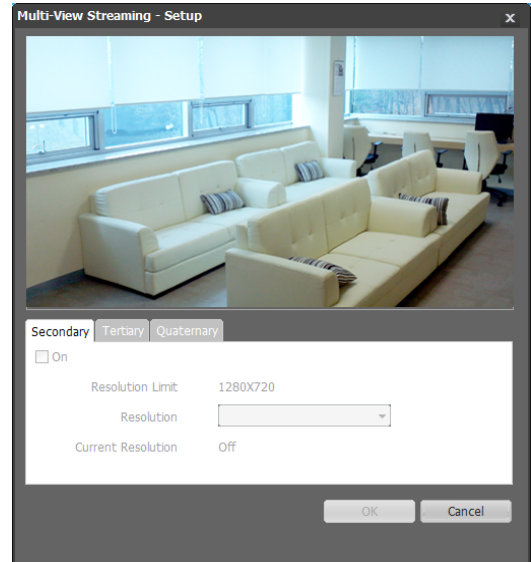 Multi-View Streaming - Setup x
Secondary Tertiary Quaternary
On
Resolution Limit 1280X720
Resolution
Current Resolution Off
OK Cancel